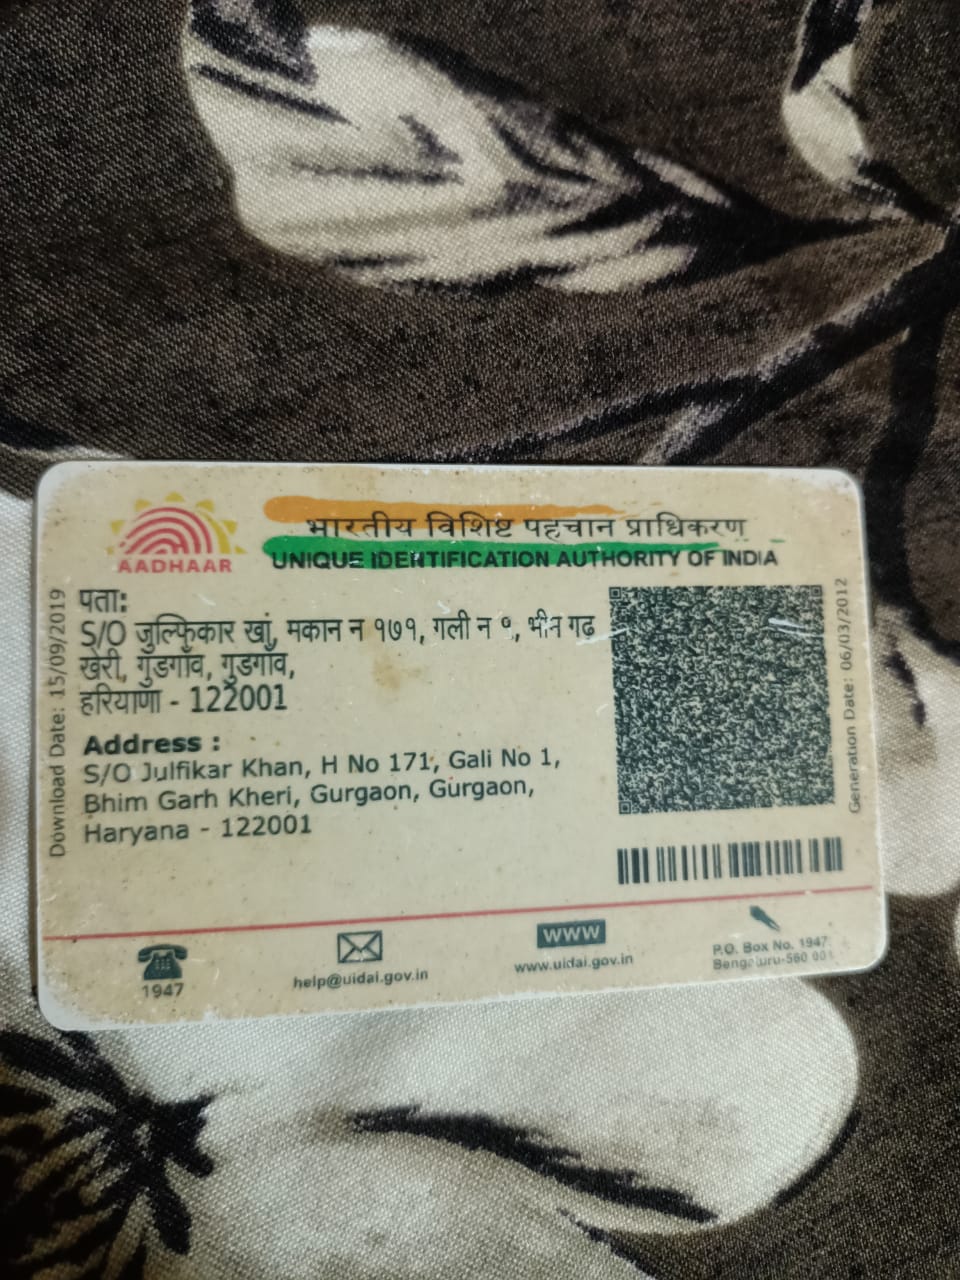 भारतीय विशिष्ट पहचान प्राधिकरण
AADHAAR
UNIQUE IDENTIFICATION AUTHORITY OF INDIA
Download Date: 15/09/2019
पता:
S/O जुल्फिकार खां, मकान न १७१, गली न १, भीम गढ़
खेरी, गुडगाँव, गुडगाँव,
हरियाणा - 122001
Address :
S/O Julfikar Khan, H No 171, Gali No 1,
Bhim Garh Kheri, Gurgaon, Gurgaon,
Haryana - 122001
Generation Date: 06/03/2012
1947
help@uidai.gov.in
www
www.uidai.gov.in
P.O. Box No. 1947,
Bengaluru-560 001